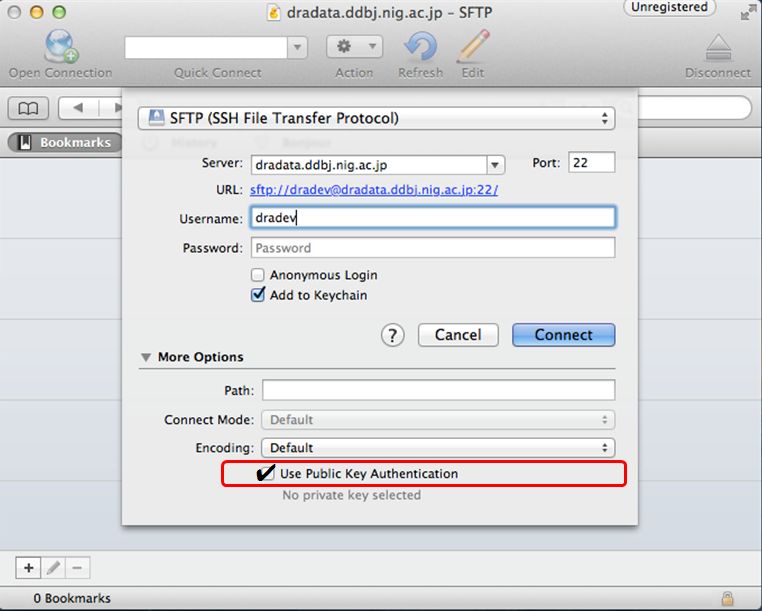 dradata.ddbj.nig.ac.jp – SFTP
Unregistered
Open Connection
Quick Connect
Action
Refresh
Edit
Disconnect
SFTP (SSH File Transfer Protocol)
Bookmarks
History
Bonjour
Server: dradata.ddbj.nig.ac.jp Port: 22
URL: sftp://dradev@dradata.ddbj.nig.ac.jp:22/
Username: dradev
Password: Password
Anonymous Login
Add to Keychain
? Cancel Connect
More Options
Path:
Connect Mode: Default
Encoding: Default
Use Public Key Authentication
No private key selected
0 Bookmarks